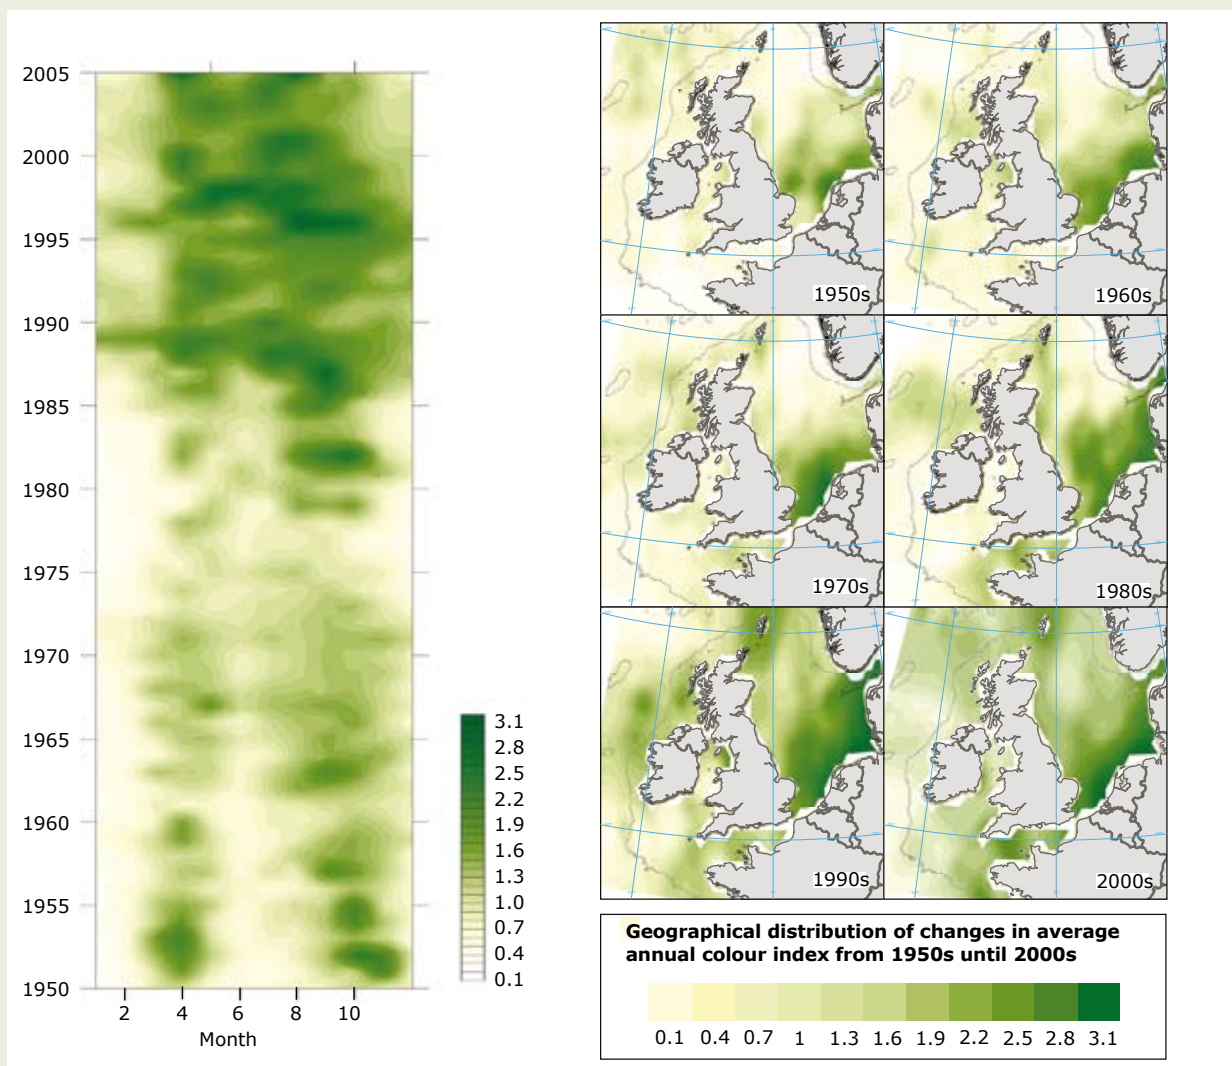 2005
2000
1995
1990
1985
1980
1975
1970
1965
1960
1955
1950
2
4
6
8
10
Month
3.1
2.8
2.5
2.2
1.9
1.6
1.3
1.0
0.7
0.4
0.1
1950s
1960s
1970s
1980s
1990s
2000s
Geographical distribution of changes in average
annual colour index from 1950s until 2000s
0.1 0.4 0.7 1 1.3 1.6 1.9 2.2 2.5 2.8 3.1